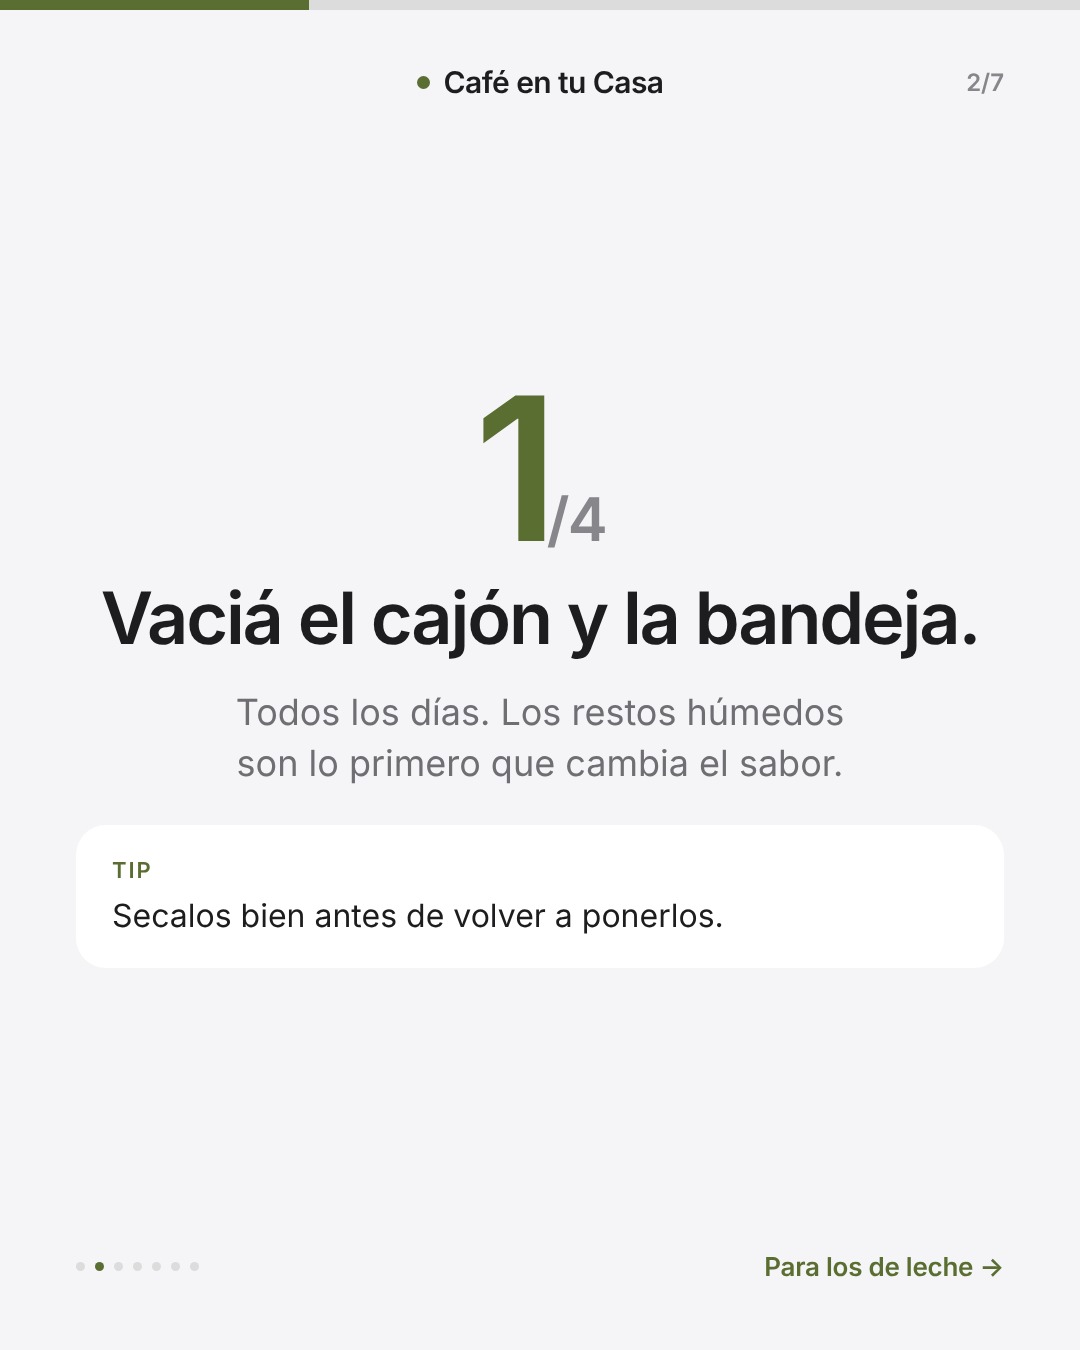 Café en tu Casa
2/7
1/4
Vaciá el cajón y la bandeja.
Todos los días. Los restos húmedos
son lo primero que cambia el sabor.
TIP
Secalos bien antes de volver a ponerlos.
Para los de leche →